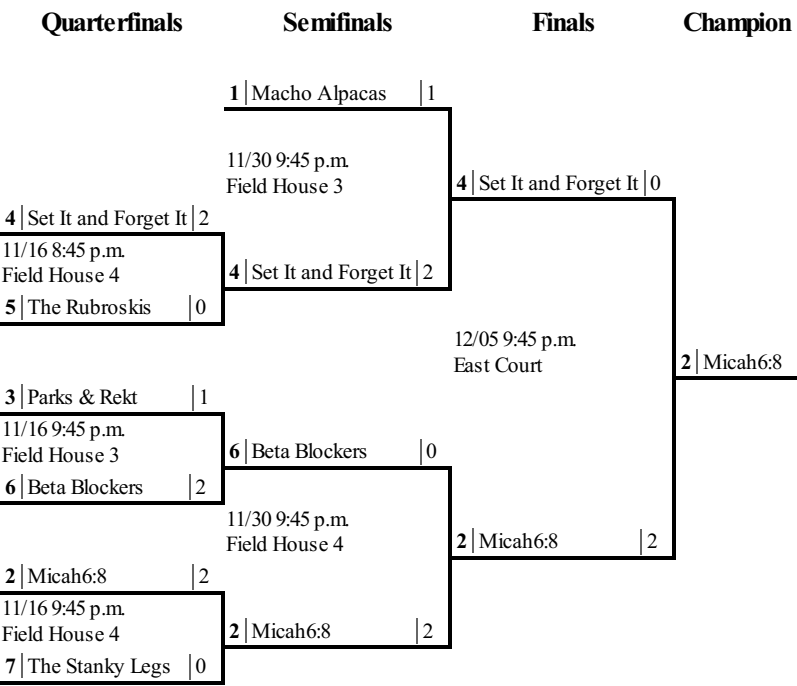 Quarterfinals Semifinals Finals Champion
1 Macho Alpacas 1
11/30 9:45 p.m.
Field House 3
4 Set It and Forget It 0
4 Set It and Forget It 2
11/16 8:45 p.m.
Field House 4
4 Set It and Forget It 2
5 The Rubroskis 0
12/05 9:45 p.m.
East Court
2 Micah6:8
3 Parks & Rekt 1
11/16 9:45 p.m.
Field House 3
6 Beta Blockers 0
6 Beta Blockers 2
11/30 9:45 p.m.
Field House 4
2 Micah6:8 2
2 Micah6:8 2
11/16 9:45 p.m.
Field House 4
2 Micah6:8 2
7 The Stanky Legs 0